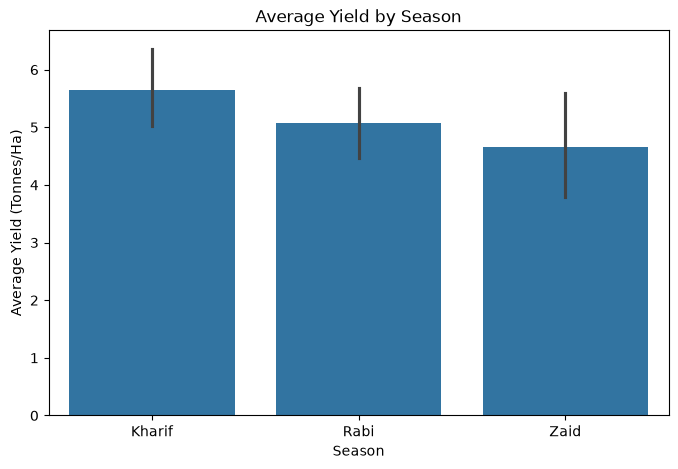 Average Yield by Season
Average Yield (Tonnes/Ha)
6
5
4
3
2
1
0
Kharif
Rabi
Zaid
Season